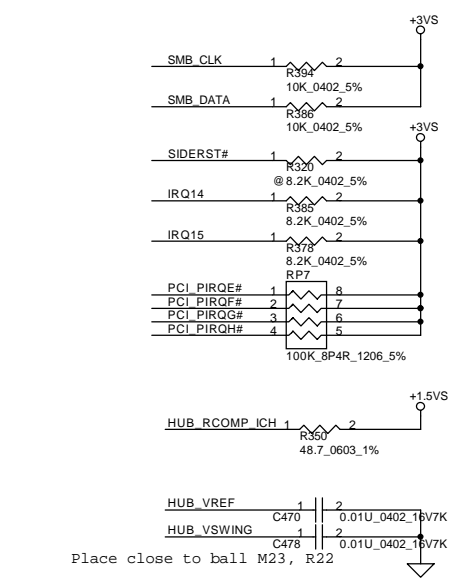 +3VS
SMB_CLK 1 2
R394
10K_0402_5%
SMB_DATA 1 2
R386
10K_0402_5%
+3VS
SIDERST# 1 2
R320
@ 8.2K_0402_5%
IRQ14 1 2
R385
8.2K_0402_5%
IRQ15 1 2
R378
8.2K_0402_5%
RP7
PCI_PIRQE# 1 8
PCI_PIRQF# 2 7
PCI_PIRQG# 3 6
PCI_PIRQH# 4 5
100K_8P4R_1206_5%
+1.5VS
HUB_RCOMP_ICH 1 2
R350
48.7_0603_1%
HUB_VREF 1 2
C470 0.01U_0402_16V7K
HUB_VSWING 1 2
C478 0.01U_0402_16V7K
Place close to ball M23, R22